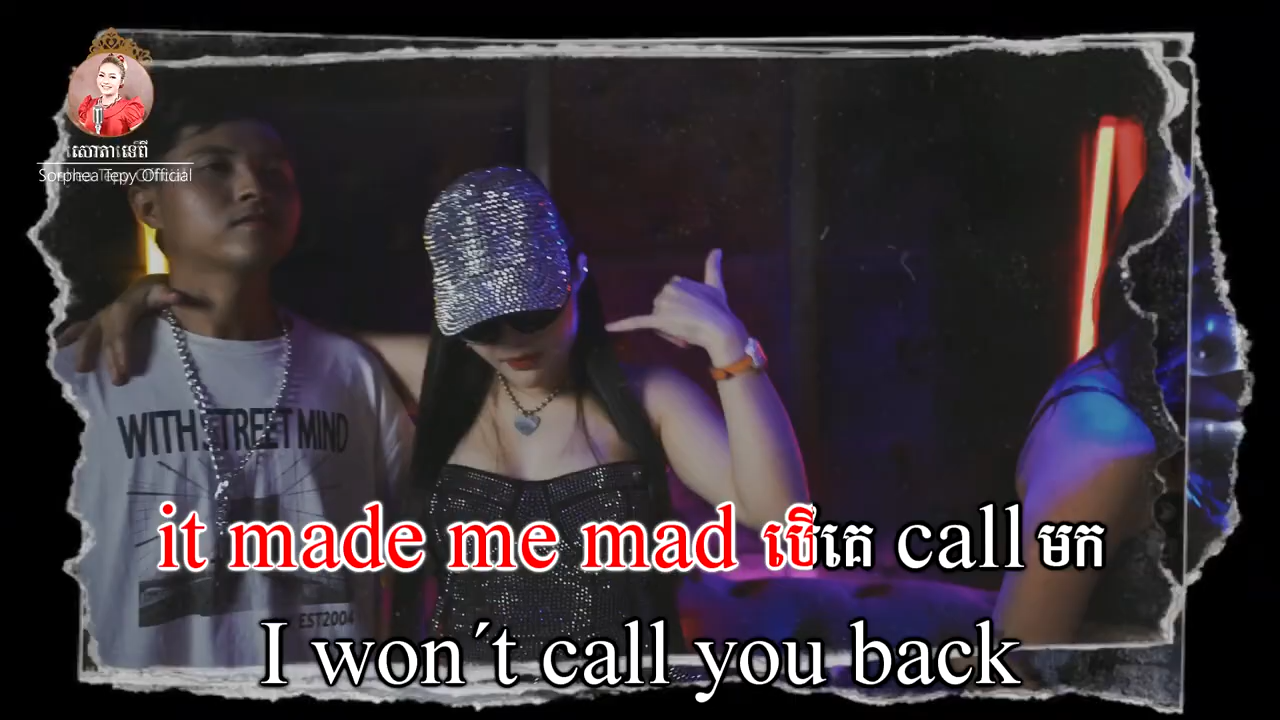 សោភា ទេពី
Sorphea Tepy Official
WITH STREET MIND
EST2004
it made me mad បើគេ call មក
I won´t call you back